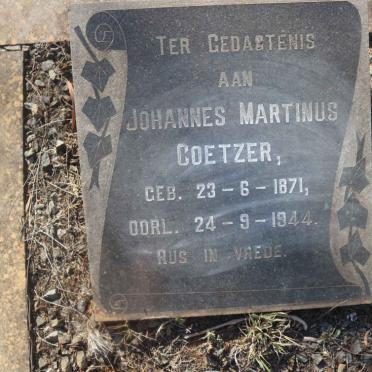 TER GEDAGTENIS
AAN
JOHANNES MARTINUS
COETZER,
GEB. 23-6-1871,
OORL. 24-9-1944.
RUS IN VREDE.